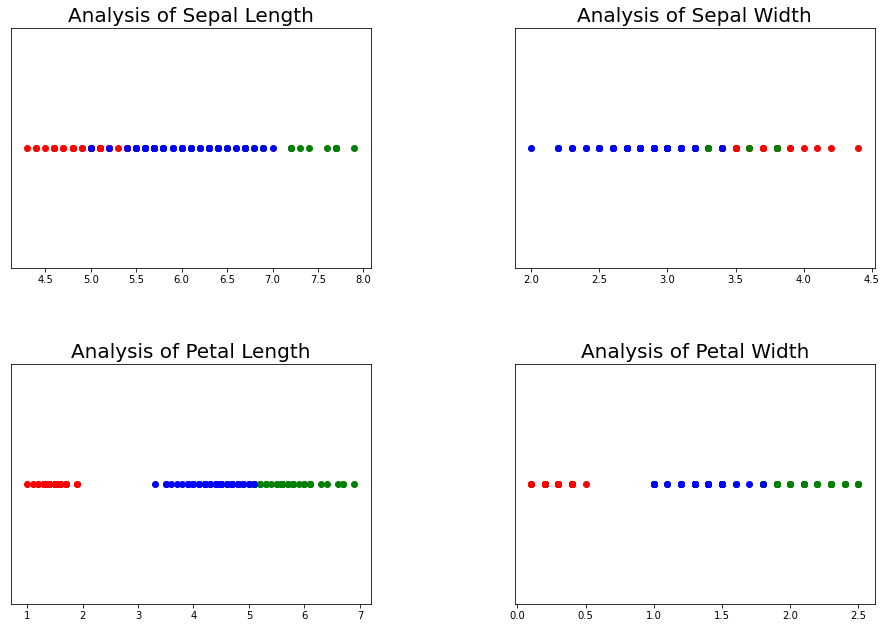 Analysis of Sepal Length
Analysis of Sepal Width
4.5 5.0 5.5 6.0 6.5 7.0 7.5 8.0
2.0 2.5 3.0 3.5 4.0 4.5
Analysis of Petal Length
Analysis of Petal Width
1 2 3 4 5 6 7
0.0 0.5 1.0 1.5 2.0 2.5